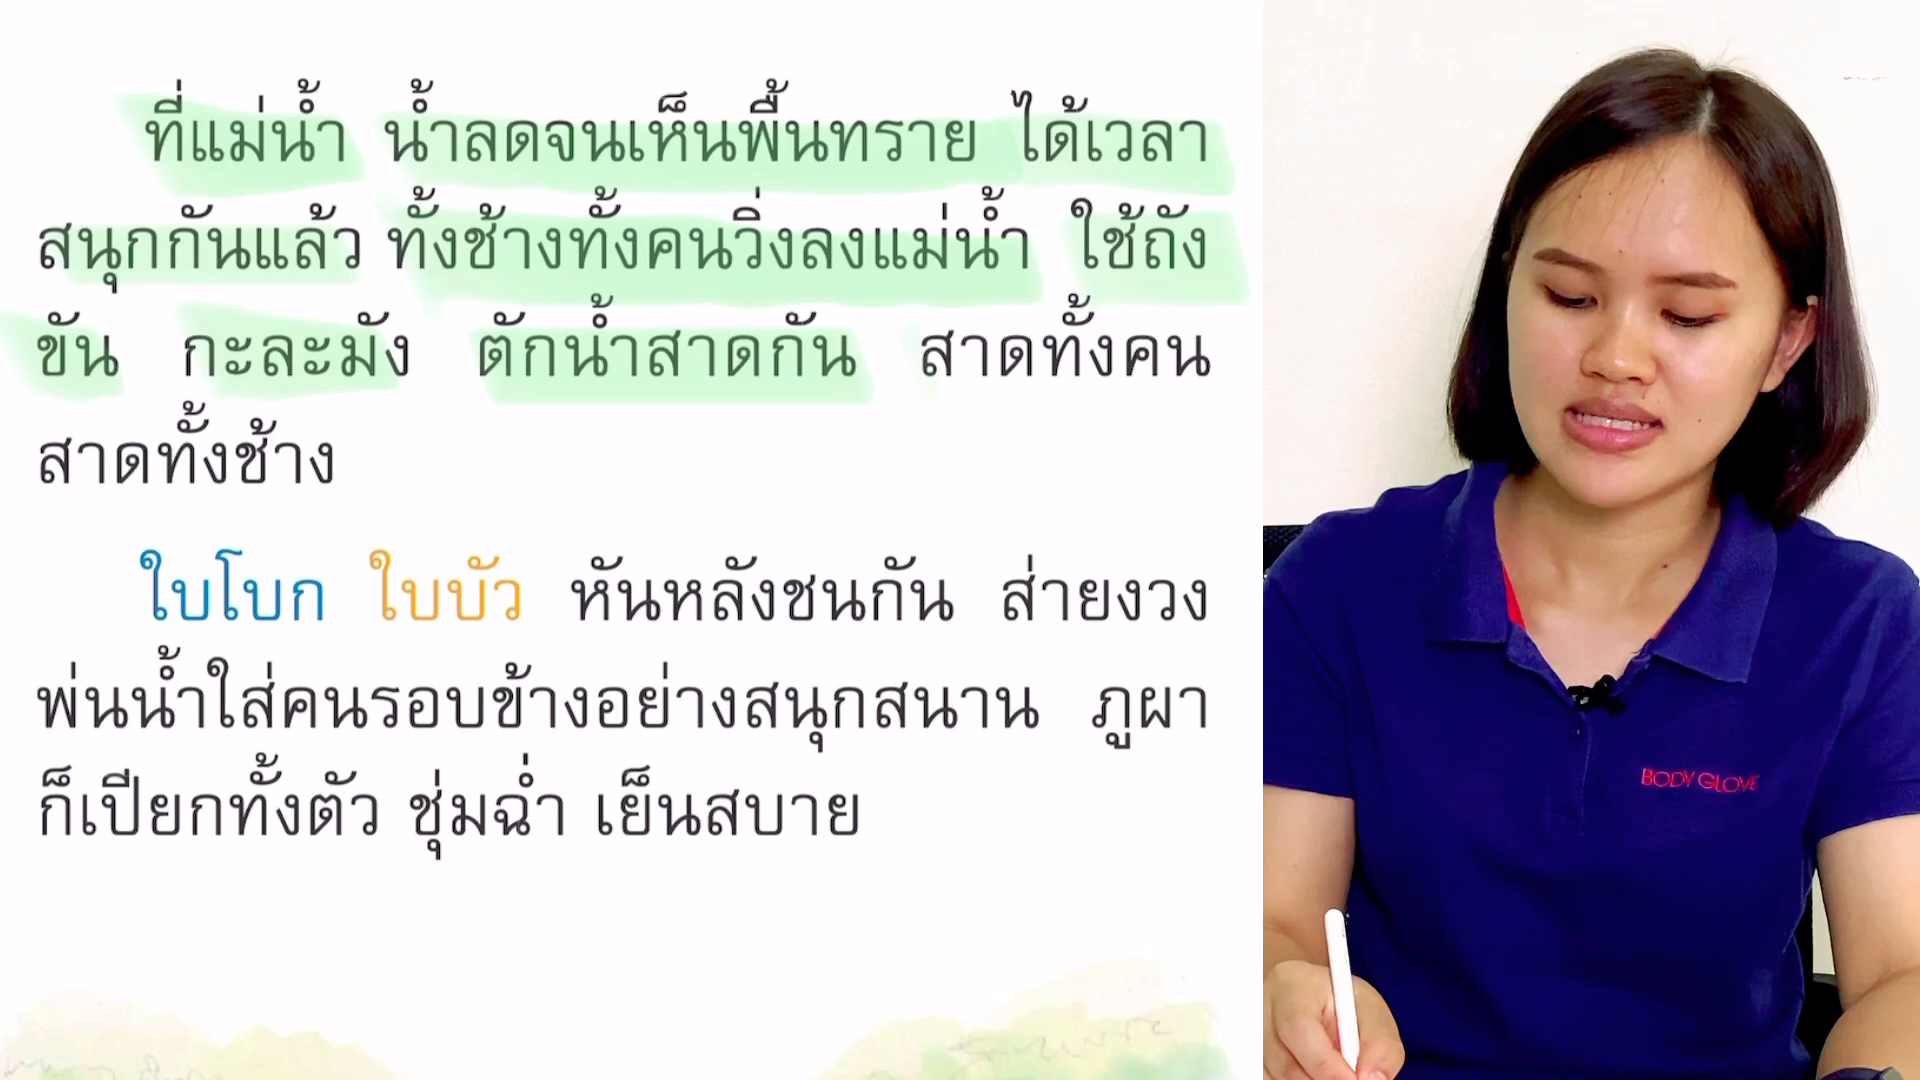 ที่แม่น้ำ น้ำลดจนเห็นพื้นทราย ได้เวลา
สนุกกันแล้ว ทั้งช้างทั้งคนวิ่งลงแม่น้ำ ใช้ถัง
ขัน กะละมัง ตักน้ำสาดกัน สาดทั้งคน
สาดทั้งช้าง
ใบโบก ใบบัว หันหลังชนกัน ส่ายงวง
พ่นน้ำใส่คนรอบข้างอย่างสนุกสนาน ภูผา
ก็เปียกทั้งตัว ชุ่มฉ่ำ เย็นสบาย
BODY GLOVE